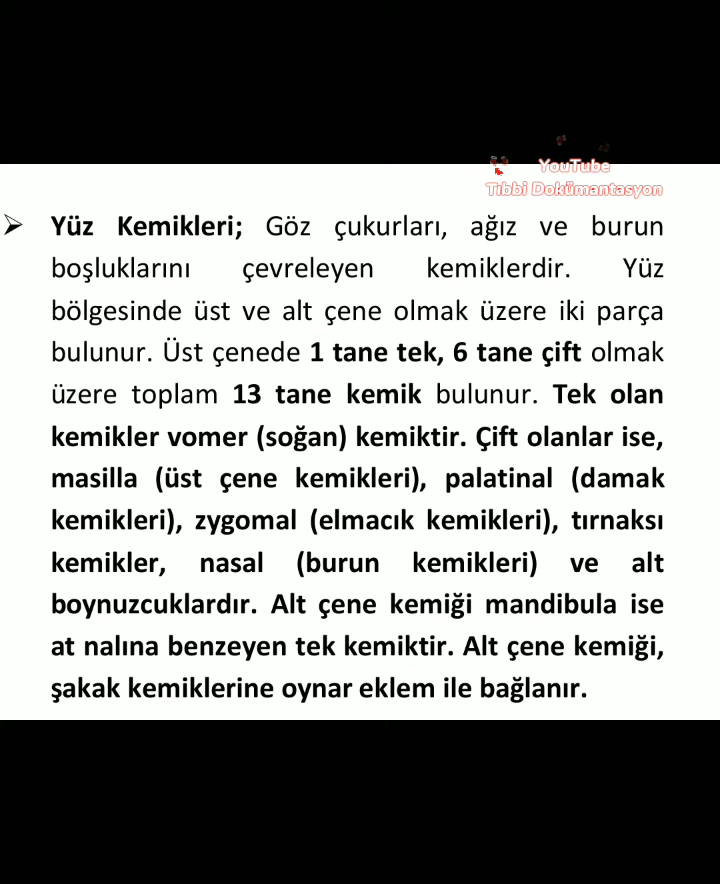 YouTube
Tıbbi Dokümantasyon
➢ Yüz Kemikleri; Göz çukurları, ağız ve burun
boşluklarını çevreleyen kemiklerdir. Yüz
bölgesinde üst ve alt çene olmak üzere iki parça
bulunur. Üst çenede 1 tane tek, 6 tane çift olmak
üzere toplam 13 tane kemik bulunur. Tek olan
kemikler vomer (soğan) kemiktir. Çift olanlar ise,
masilla (üst çene kemikleri), palatinal (damak
kemikleri), zygomal (elmacık kemikleri), tırnaksı
kemikler, nasal (burun kemikleri) ve alt
boynuzcuklardır. Alt çene kemiği mandibula ise
at nalına benzeyen tek kemiktir. Alt çene kemiği,
şakak kemiklerine oynar eklem ile bağlanır.